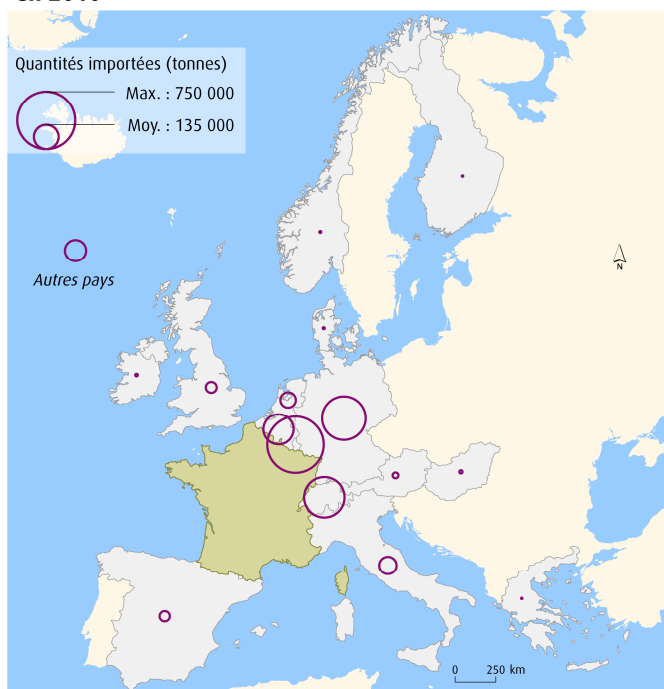 Quantités importées (tonnes)
Max. : 750 000
Moy. : 135 000
Autres pays
N
0 250 km